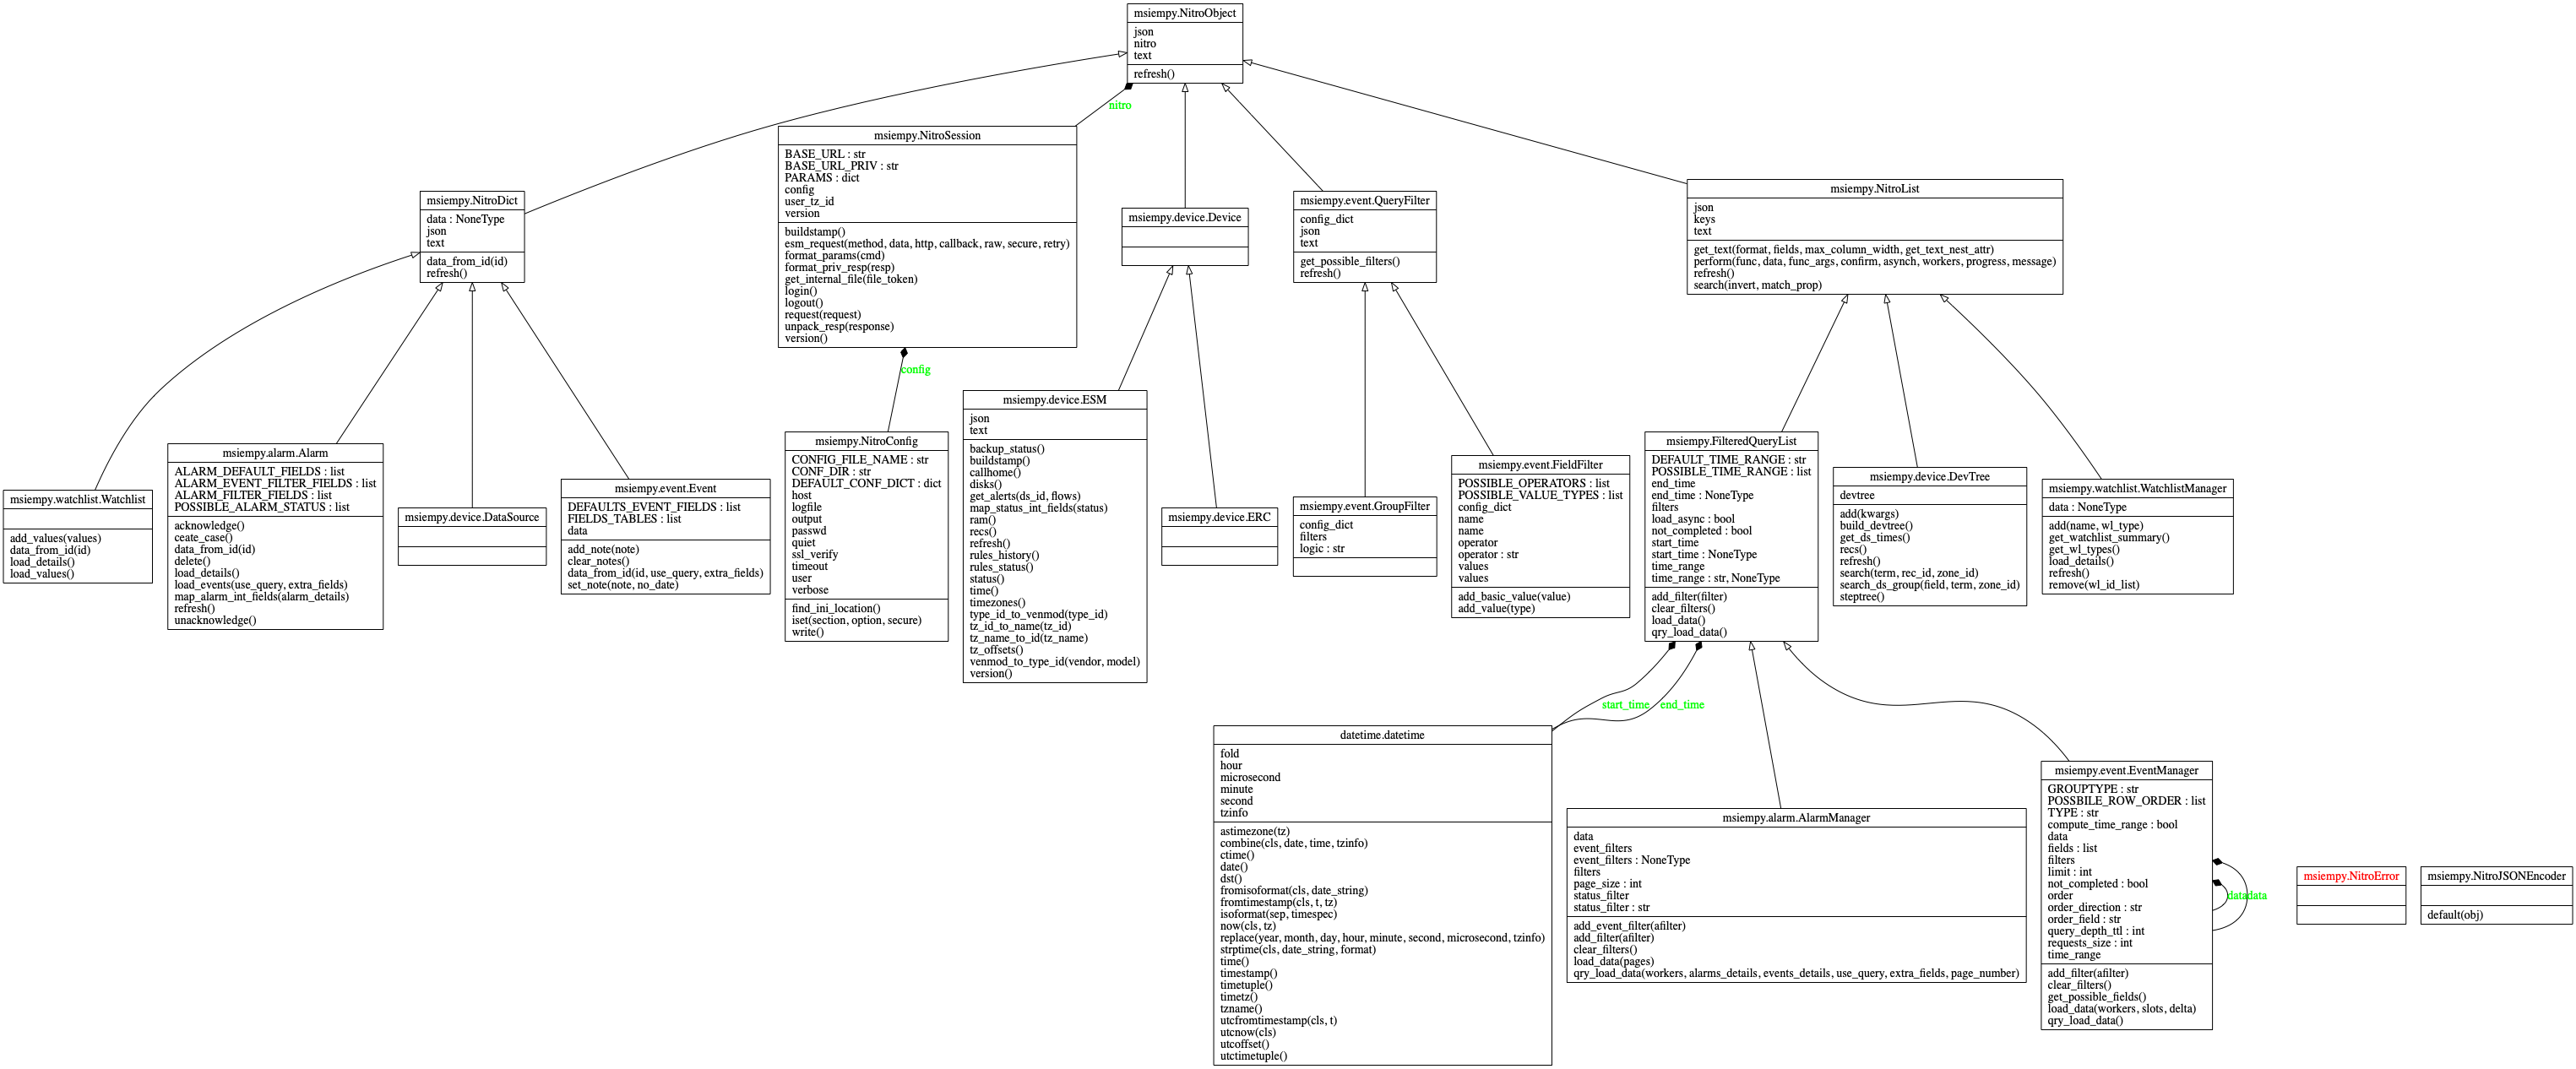 msiempy.NitroObject
json
nitro
text
refresh()
nitro
msiempy.NitroSession
BASE_URL : str
BASE_URL_PRIV : str
PARAMS : dict
config
user_tz_id
version
buildstamp()
esm_request(method, data, http, callback, raw, secure, retry)
format_params(cmd)
format_priv_resp(resp)
get_internal_file(file_token)
login()
logout()
request(request)
unpack_resp(response)
version()
msiempy.NitroDict
data : NoneType
json
text
data_from_id(id)
refresh()
msiempy.device.Device
msiempy.event.QueryFilter
config_dict
json
text
get_possible_filters()
refresh()
msiempy.NitroList
json
keys
text
get_text(format, fields, max_column_width, get_text_nest_attr)
perform(func, data, func_args, confirm, asynch, workers, progress, message)
refresh()
search(invert, match_prop)
config
msiempy.watchlist.Watchlist
add_values(values)
data_from_id(id)
load_details()
load_values()
msiempy.alarm.Alarm
ALARM_DEFAULT_FIELDS : list
ALARM_EVENT_FILTER_FIELDS : list
ALARM_FILTER_FIELDS : list
POSSIBLE_ALARM_STATUS : list
acknowledge()
ceate_case()
data_from_id(id)
delete()
load_details()
load_events(use_query, extra_fields)
map_alarm_int_fields(alarm_details)
refresh()
unacknowledge()
msiempy.device.DataSource
msiempy.event.Event
DEFAULTS_EVENT_FIELDS : list
FIELDS_TABLES : list
data
add_note(note)
clear_notes()
data_from_id(id, use_query, extra_fields)
set_note(note, no_date)
msiempy.NitroConfig
CONFIG_FILE_NAME : str
CONF_DIR : str
DEFAULT_CONF_DICT : dict
host
logfile
output
passwd
quiet
ssl_verify
timeout
user
verbose
find_ini_location()
iset(section, option, secure)
write()
msiempy.device.ESM
json
text
backup_status()
buildstamp()
callhome()
disks()
get_alerts(ds_id, flows)
map_status_int_fields(status)
ram()
recs()
refresh()
rules_history()
rules_status()
status()
time()
timezones()
type_id_to_venmod(type_id)
tz_id_to_name(tz_id)
tz_name_to_id(tz_name)
tz_offsets()
venmod_to_type_id(vendor, model)
version()
msiempy.device.ERC
msiempy.event.GroupFilter
config_dict
filters
logic : str
msiempy.event.FieldFilter
POSSIBLE_OPERATORS : list
POSSIBLE_VALUE_TYPES : list
config_dict
name
name
operator
operator : str
values
values
add_basic_value(value)
add_value(type)
msiempy.FilteredQueryList
DEFAULT_TIME_RANGE : str
POSSIBLE_TIME_RANGE : list
end_time
end_time : NoneType
filters
load_async : bool
not_completed : bool
start_time
start_time : NoneType
time_range
time_range : str, NoneType
add_filter(filter)
clear_filters()
load_data()
qry_load_data()
msiempy.device.DevTree
devtree
add(kwargs)
build_devtree()
get_ds_times()
recs()
refresh()
search(term, rec_id, zone_id)
search_ds_group(field, term, zone_id)
steptree()
msiempy.watchlist.WatchlistManager
data : NoneType
add(name, wl_type)
get_watchlist_summary()
get_wl_types()
load_details()
refresh()
remove(wl_id_list)
start_time
end_time
datetime.datetime
fold
hour
microsecond
minute
second
tzinfo
astimezone(tz)
combine(cls, date, time, tzinfo)
ctime()
date()
dst()
fromisoformat(cls, date_string)
fromtimestamp(cls, t, tz)
isoformat(sep, timespec)
now(cls, tz)
replace(year, month, day, hour, minute, second, microsecond, tzinfo)
strptime(cls, date_string, format)
time()
timestamp()
timetuple()
timetz()
tzname()
utcfromtimestamp(cls, t)
utcnow(cls)
utcoffset()
utctimetuple()
msiempy.alarm.AlarmManager
data
event_filters
event_filters : NoneType
filters
page_size : int
status_filter
status_filter : str
add_event_filter(afilter)
add_filter(afilter)
clear_filters()
load_data(pages)
qry_load_data(workers, alarms_details, events_details, use_query, extra_fields, page_number)
msiempy.event.EventManager
GROUPTYPE : str
POSSBILE_ROW_ORDER : list
TYPE : str
compute_time_range : bool
data
fields : list
filters
limit : int
not_completed : bool
order
order_direction : str
order_field : str
query_depth_ttl : int
requests_size : int
time_range
add_filter(afilter)
clear_filters()
get_possible_fields()
load_data(workers, slots, delta)
qry_load_data()
data
data
msiempy.NitroError
msiempy.NitroJSONEncoder
default(obj)